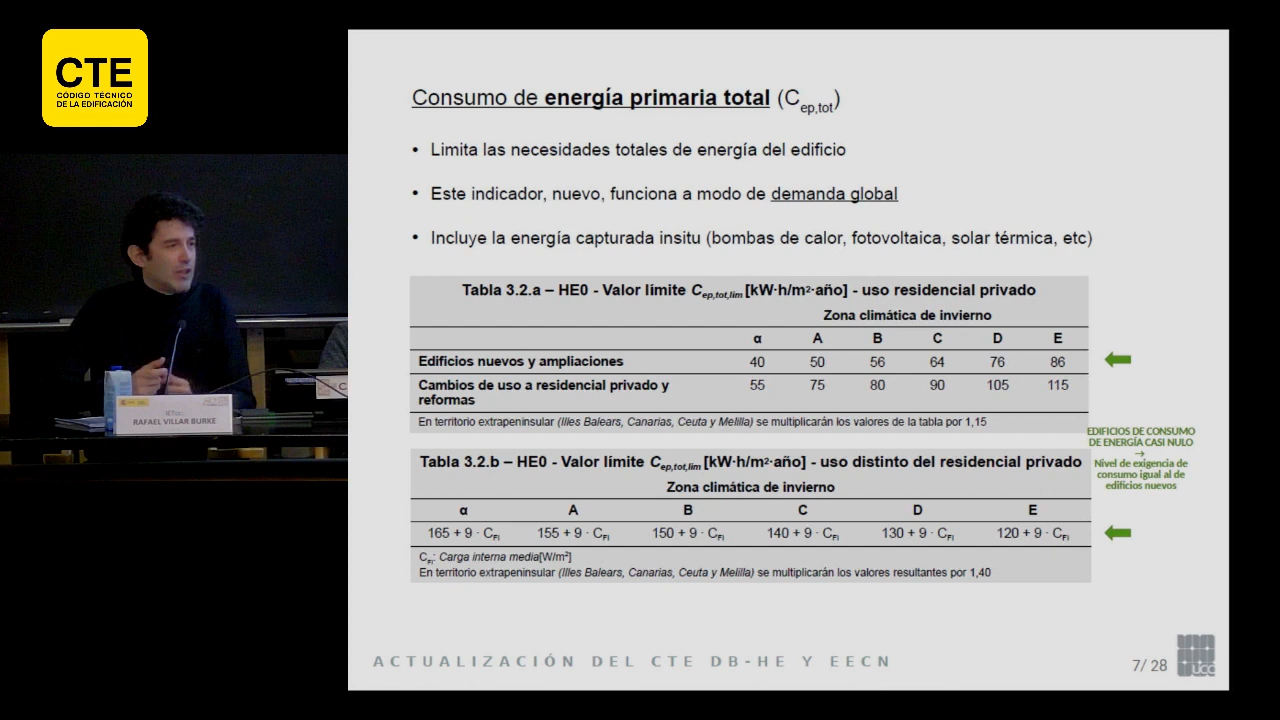 CTE
CÓDIGO TÉCNICO
DE LA EDIFICACIÓN
RAFAEL VILLAR BURKE
Consumo de energía primaria total (Cep,tot)
• Limita las necesidades totales de energía del edificio
• Este indicador, nuevo, funciona a modo de demanda global
• Incluye la energía capturada insitu (bombas de calor, fotovoltaica, solar térmica, etc)
Tabla 3.2.a – HE0 - Valor límite Cep,tot,lim [kW·h/m²·año] - uso residencial privado
Zona climática de invierno
α A B C D E
Edificios nuevos y ampliaciones 40 50 56 64 76 86
Cambios de uso a residencial privado y 55 75 80 90 105 115
reformas
En territorio extrapeninsular (Illes Balears, Canarias, Ceuta y Melilla) se multiplicarán los valores de la tabla por 1,15
EDIFICIOS DE CONSUMO
DE ENERGÍA CASI NULO
→
Nivel de exigencia de
consumo igual al de
edificios nuevos
Tabla 3.2.b – HE0 - Valor límite Cep,tot,lim [kW·h/m²·año] - uso distinto del residencial privado
Zona climática de invierno
α A B C D E
165 + 9 · CFI 155 + 9 · CFI 150 + 9 · CFI 140 + 9 · CFI 130 + 9 · CFI 120 + 9 · CFI
CFI: Carga interna media[W/m²]
En territorio extrapeninsular (Illes Balears, Canarias, Ceuta y Melilla) se multiplicarán los valores resultantes por 1,40
ACTUALIZACIÓN DEL CTE DB-HE Y EECN
7/ 28